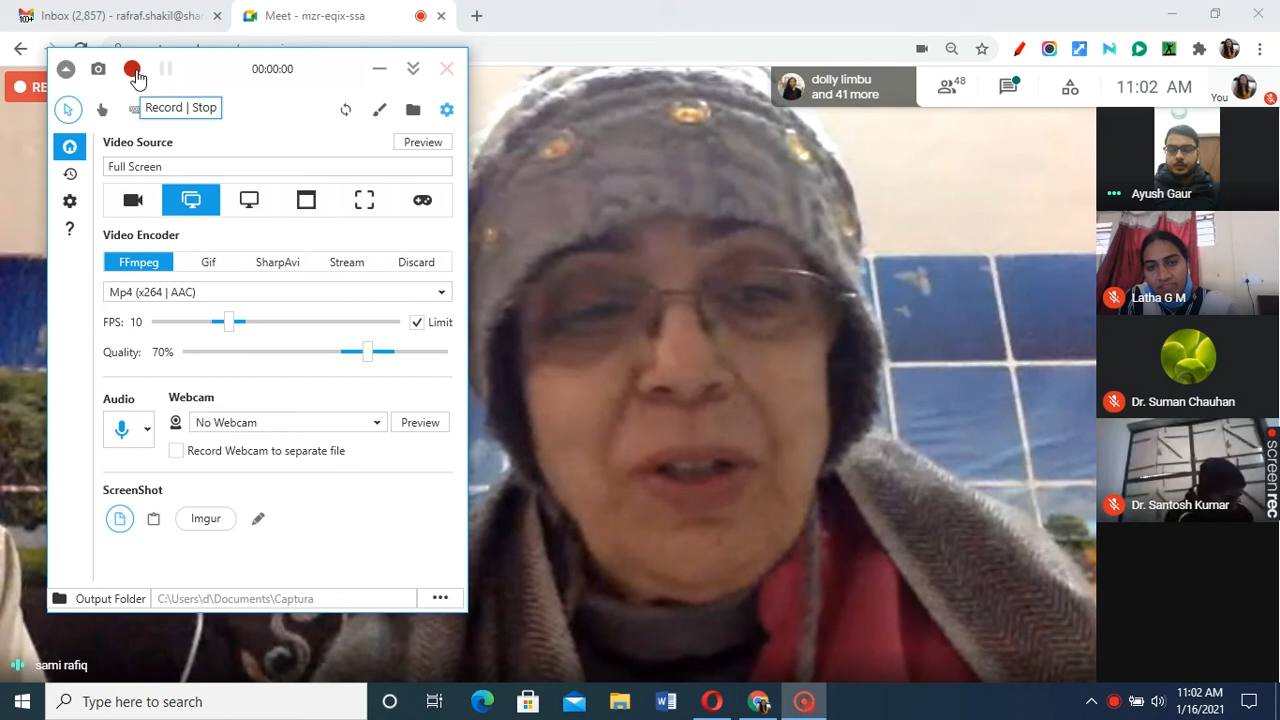 Inbox (2,857) - rafraf.shakil@shar
Meet - mzr-eqix-ssa
RE
00:00:00
Record | Stop
Video Source
Preview
Full Screen
Video Encoder
FFmpeg
Gif
SharpAvi
Stream
Discard
Mp4 (x264 | AAC)
FPS: 10
Limit
Quality: 70%
Audio
Webcam
No Webcam
Preview
Record Webcam to separate file
ScreenShot
Imgur
Output Folder
C:\Users\d\Documents\Captura
sami rafiq
dolly limbu
and 41 more
48
11:02 AM
You
Ayush Gaur
Latha G M
Dr. Suman Chauhan
Dr. Santosh Kumar
screenrec
Type here to search
11:02 AM
1/16/2021